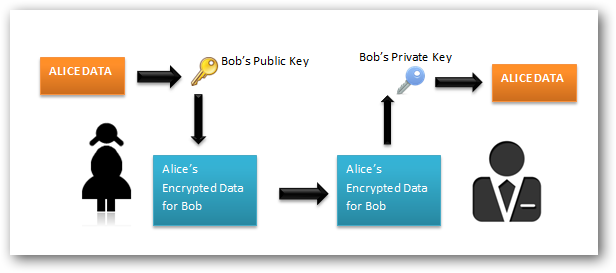 ALICE DATA
Bob's Public Key
Bob's Private Key
ALICE DATA
Alice's
Encrypted Data
for Bob
Alice's
Encrypted Data
for Bob